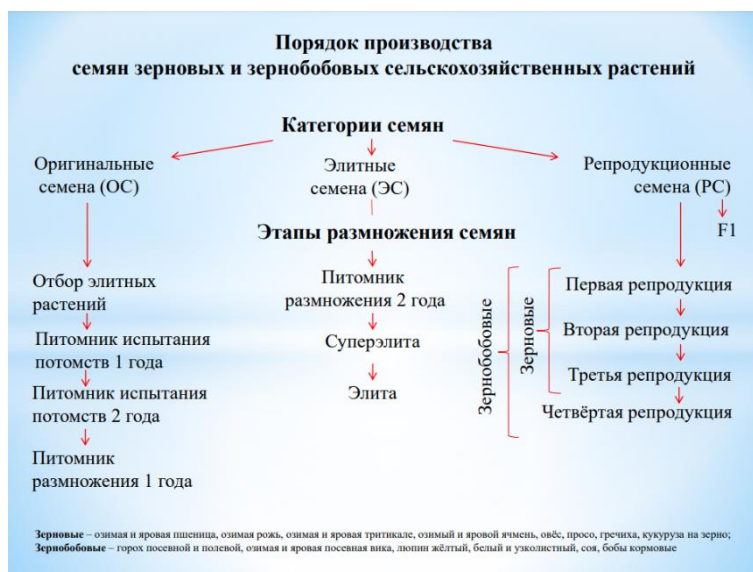 Порядок производства
семян зерновых и зернобобовых сельскохозяйственных растений
Категории семян
Оригинальные
семена (ОС)
Элитные
семена (ЭС)
Репродукционные
семена (РС)
F1
Этапы размножения семян
Отбор элитных
растений
Питомник испытания
потомств 1 года
Питомник испытания
потомств 2 года
Питомник
размножения 1 года
Питомник
размножения 2 года
Суперэлита
Элита
Зернобобовые
Зерновые
Первая репродукция
Вторая репродукция
Третья репродукция
Четвёртая репродукция
Зерновые – озимая и яровая пшеница, озимая рожь, озимая и яровая тритикале, озимый и яровой ячмень, овёс, просо, гречиха, кукуруза на зерно;
Зернобобовые – горох посевной и полевой, озимая и яровая посевная вика, люпин жёлтый, белый и узколистный, соя, бобы кормовые